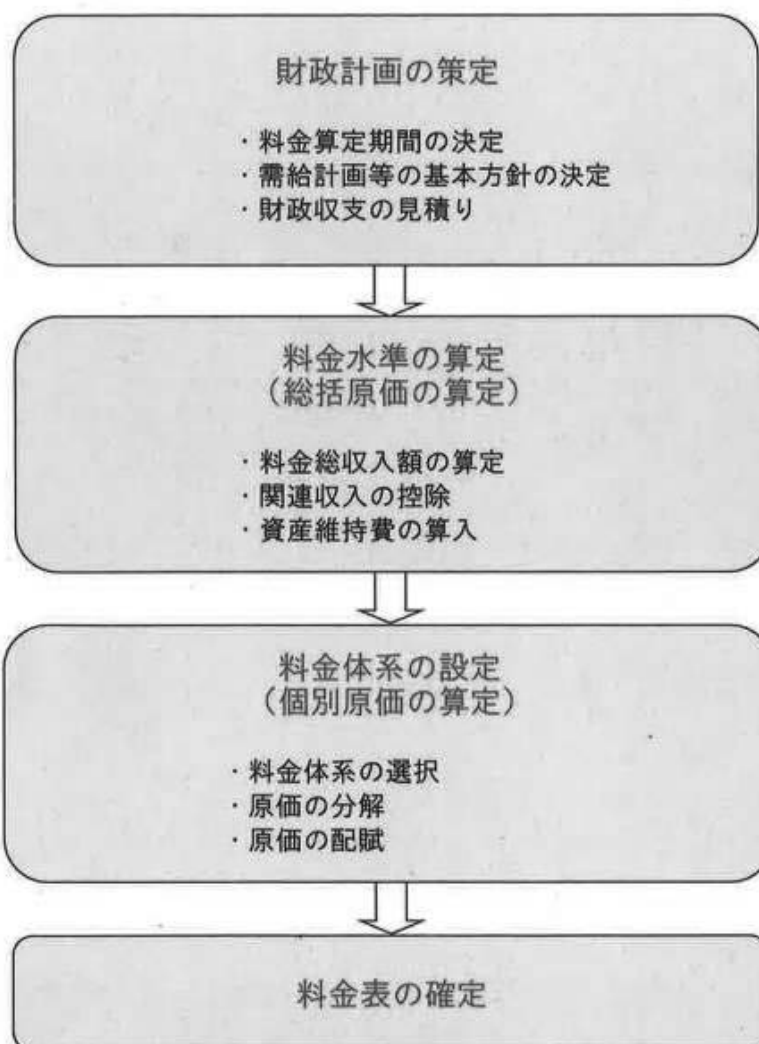 財政計画の策定
・料金算定期間の決定
・需給計画等の基本方針の決定
・財政収支の見積り
料金水準の算定
（総括原価の算定）
・料金総収入額の算定
・関連収入の控除
・資産維持費の算入
料金体系の設定
（個別原価の算定）
・料金体系の選択
・原価の分解
・原価の配賦
料金表の確定